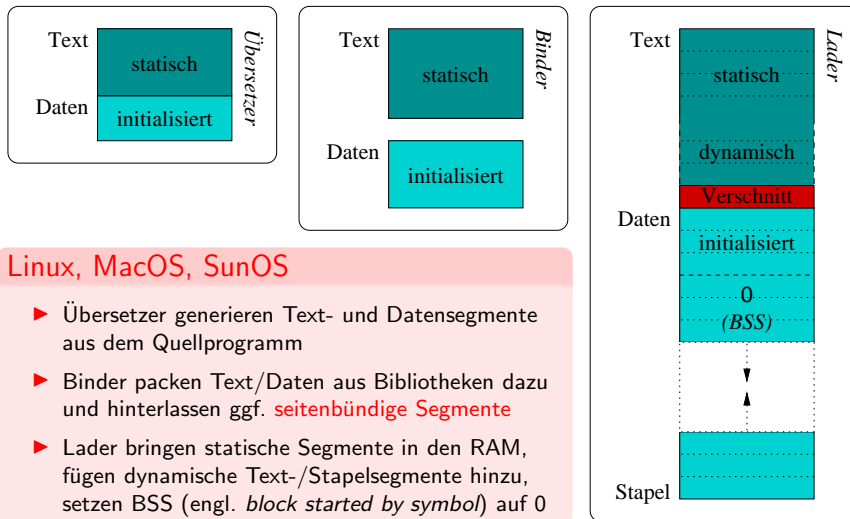 Text
statisch
Daten
initialisiert
Übersetzer
Text
statisch
Daten
initialisiert
Binder
Text
statisch
dynamisch
Verschnitt
Daten
initialisiert
0
(BSS)
Stapel
Lader
Linux, MacOS, SunOS
► Übersetzer generieren Text- und Datensegmente
aus dem Quellprogramm
► Binder packen Text/Daten aus Bibliotheken dazu
und hinterlassen ggf. seitenbündige Segmente
► Lader bringen statische Segmente in den RAM,
fügen dynamische Text-/Stapelsegmente hinzu,
setzen BSS (engl. block started by symbol) auf 0